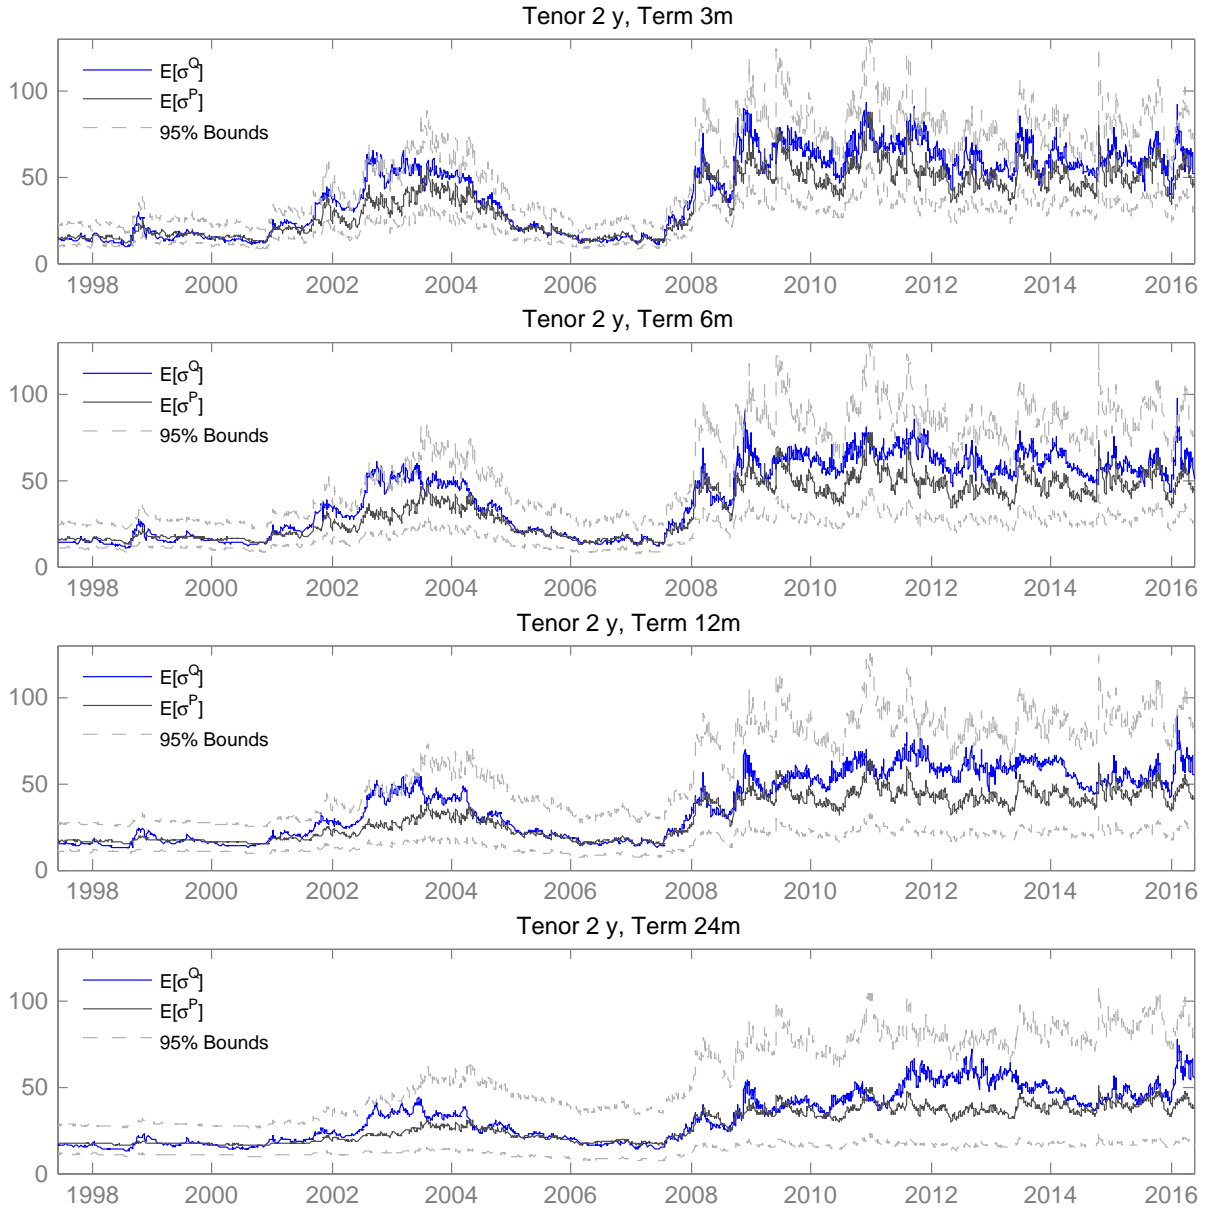 Tenor 2 y, Term 3m
E[σ^Q]
E[σ^P]
95% Bounds
100
50
0
1998 2000 2002 2004 2006 2008 2010 2012 2014 2016
Tenor 2 y, Term 6m
E[σ^Q]
E[σ^P]
95% Bounds
100
50
0
1998 2000 2002 2004 2006 2008 2010 2012 2014 2016
Tenor 2 y, Term 12m
E[σ^Q]
E[σ^P]
95% Bounds
100
50
0
1998 2000 2002 2004 2006 2008 2010 2012 2014 2016
Tenor 2 y, Term 24m
E[σ^Q]
E[σ^P]
95% Bounds
100
50
0
1998 2000 2002 2004 2006 2008 2010 2012 2014 2016